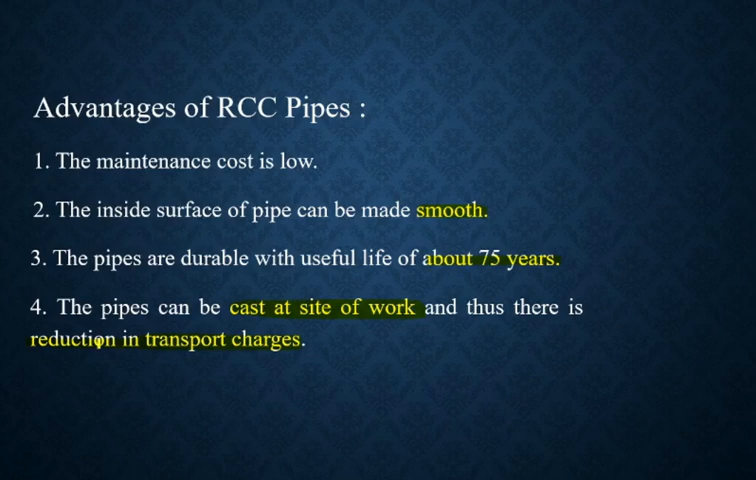 Advantages of RCC Pipes :
1. The maintenance cost is low.
2. The inside surface of pipe can be made smooth.
3. The pipes are durable with useful life of about 75 years.
4. The pipes can be cast at site of work and thus there is
reduction in transport charges.